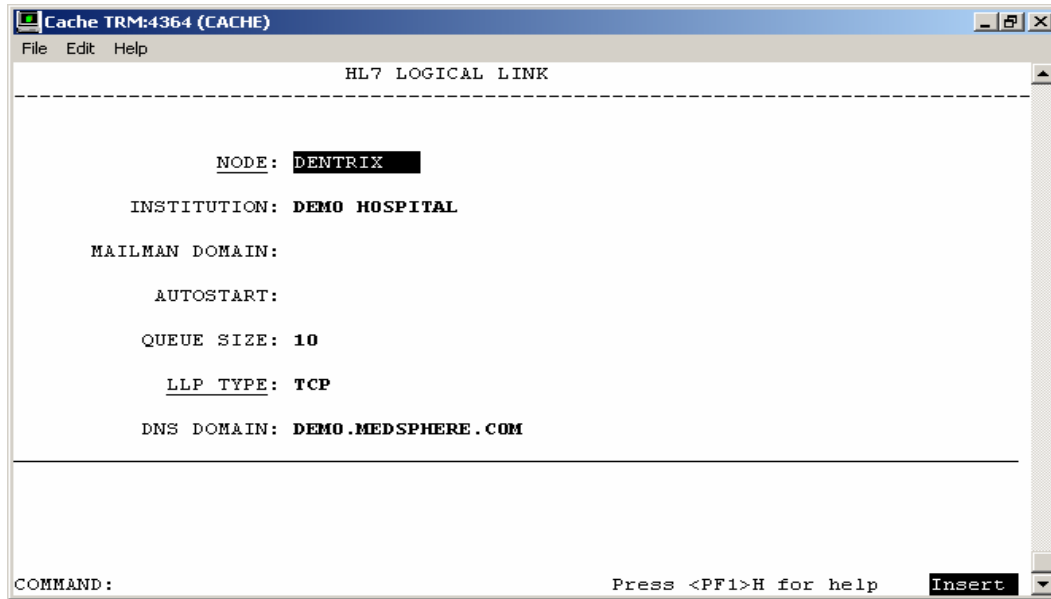 Cache TRM:4364 (CACHE)
File Edit Help
HL7 LOGICAL LINK
--------------------------------------------------------------------------------
NODE: DENTRIX
INSTITUTION: DEMO HOSPITAL
MAILMAN DOMAIN:
AUTOSTART:
QUEUE SIZE: 10
LLP TYPE: TCP
DNS DOMAIN: DEMO.MEDSPHERE.COM
COMMAND: Press <PF1>H for help Insert